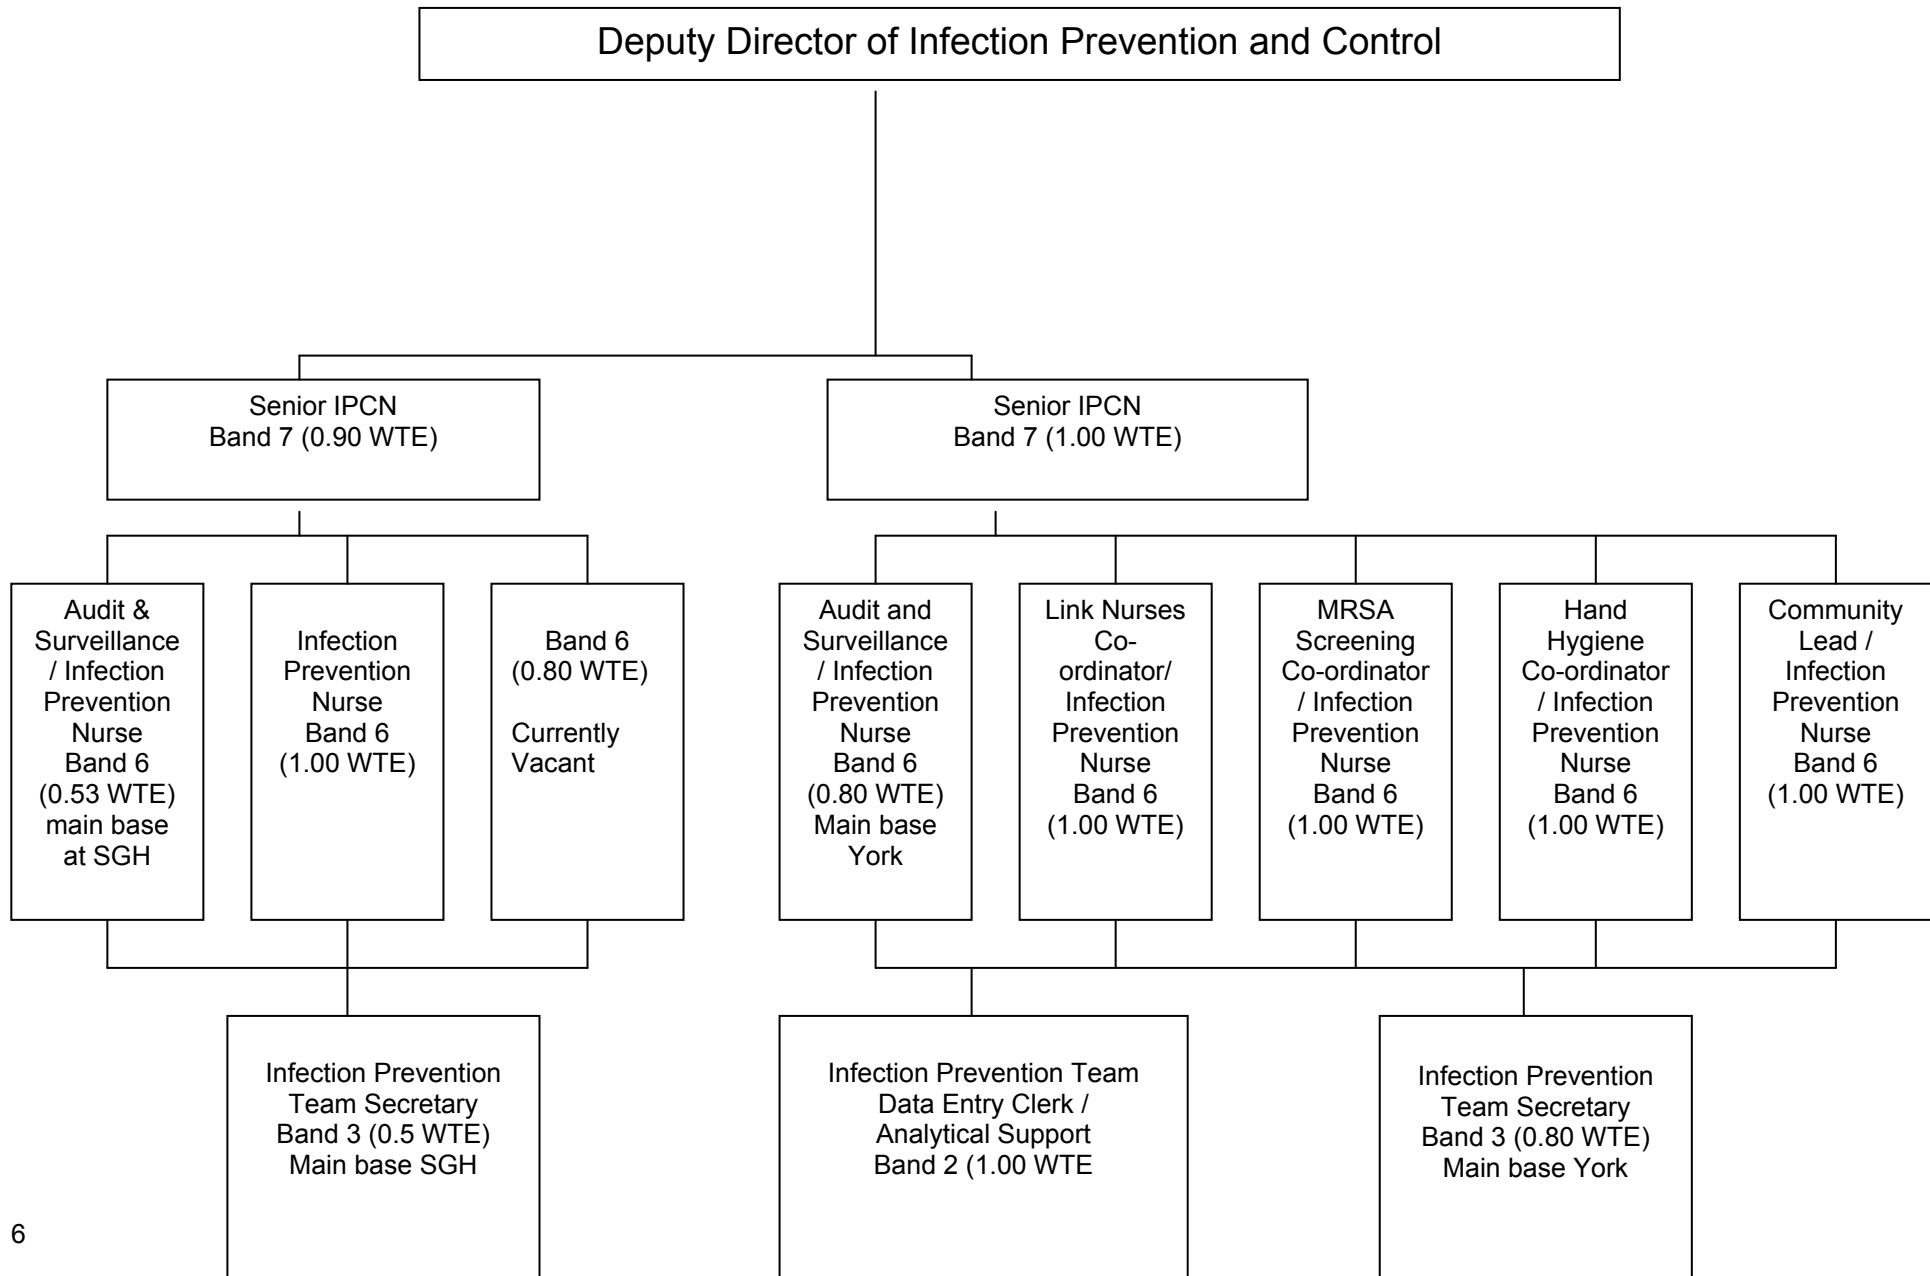 Deputy Director of Infection Prevention and Control
Senior IPCN
Band 7 (0.90 WTE)
Senior IPCN
Band 7 (1.00 WTE)
Audit &
Surveillance
/ Infection
Prevention
Nurse
Band 6
(0.53 WTE)
main base
at SGH
Infection
Prevention
Nurse
Band 6
(1.00 WTE)
Band 6
(0.80 WTE)
Currently
Vacant
Audit and
Surveillance
/ Infection
Prevention
Nurse
Band 6
(0.80 WTE)
Main base
York
Link Nurses
Co-
ordinator/
Infection
Prevention
Nurse
Band 6
(1.00 WTE)
MRSA
Screening
Co-ordinator
/ Infection
Prevention
Nurse
Band 6
(1.00 WTE)
Hand
Hygiene
Co-ordinator
/ Infection
Prevention
Nurse
Band 6
(1.00 WTE)
Community
Lead /
Infection
Prevention
Nurse
Band 6
(1.00 WTE)
Infection Prevention
Team Secretary
Band 3 (0.5 WTE)
Main base SGH
Infection Prevention Team
Data Entry Clerk /
Analytical Support
Band 2 (1.00 WTE
Infection Prevention
Team Secretary
Band 3 (0.80 WTE)
Main base York
6